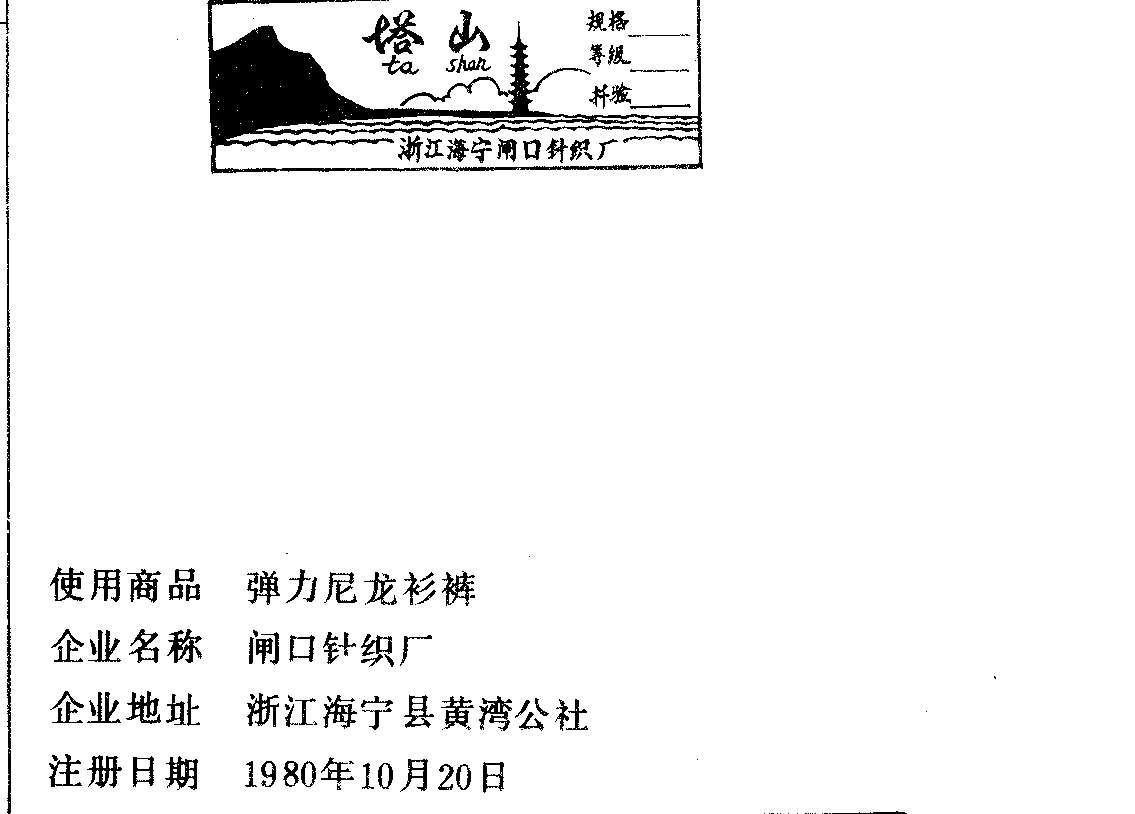 塔山
ta shan
规格
等级
抍验
浙江海宁闸口针织厂
使用商品 弹力尼龙衫裤
企业名称 闸口针织厂
企业地址 浙江海宁县黄湾公社
注册日期 1980年10月20日